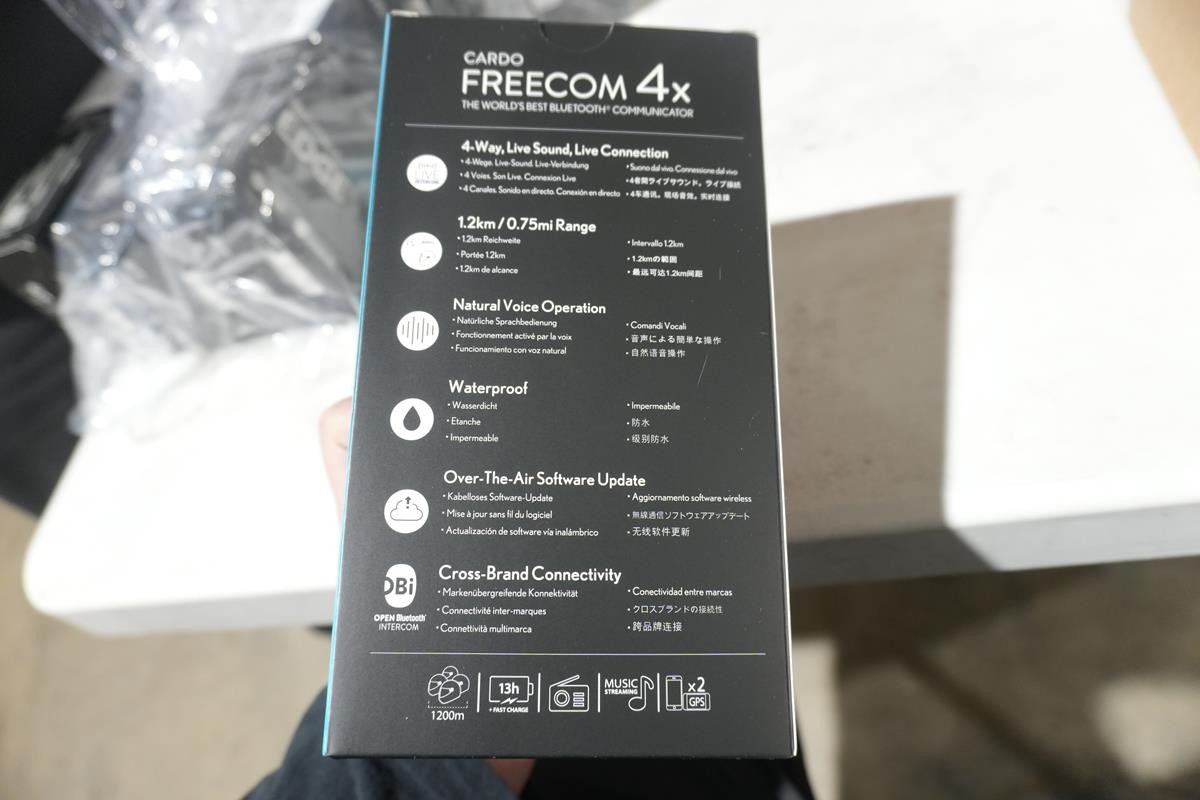 CARDO
FREECOM 4x
THE WORLD'S BEST BLUETOOTH® COMMUNICATOR
4-Way, Live Sound, Live Connection
• 4-Wege. Live-Sound. Live-Verbindung
• 4 Voies. Son Live. Connexion Live
• 4 Canales. Sonido en directo. Conexión en directo
• Suono dal vivo. Connessione dal vivo
• 4者間ライブサウンド。ライブ接続
• 4车通讯。现场音效。实时连接
LIVE
INTERCOM
1.2km / 0.75mi Range
• 1.2km Reichweite
• Portée 1.2km
• 1.2km de alcance
• Intervallo 1.2km
• 1.2kmの範囲
• 最远可达1.2km间距
Natural Voice Operation
• Natürliche Sprachbedienung
• Fonctionnement activé par la voix
• Funcionamiento con voz natural
• Comandi Vocali
• 音声による簡単な操作
• 自然语音操作
Waterproof
• Wasserdicht
• Etanche
• Impermeable
• Impermeabile
• 防水
• 级别防水
Over-The-Air Software Update
• Kabelloses Software-Update
• Mise à jour sans fil du logiciel
• Actualización de software vía inalámbrico
• Aggiornamento software wireless
• 無線通信ソフトウェアアップデート
• 无线软件更新
OBi
OPEN Bluetooth®
INTERCOM
Cross-Brand Connectivity
• Markenübergreifende Konnektivität
• Connectivité inter-marques
• Connettività multimarca
• Conectividad entre marcas
• クロスブランドの接続性
• 跨品牌连接
1200m
13h
+ FAST CHARGE
MUSIC
STREAMING
x2
GPS